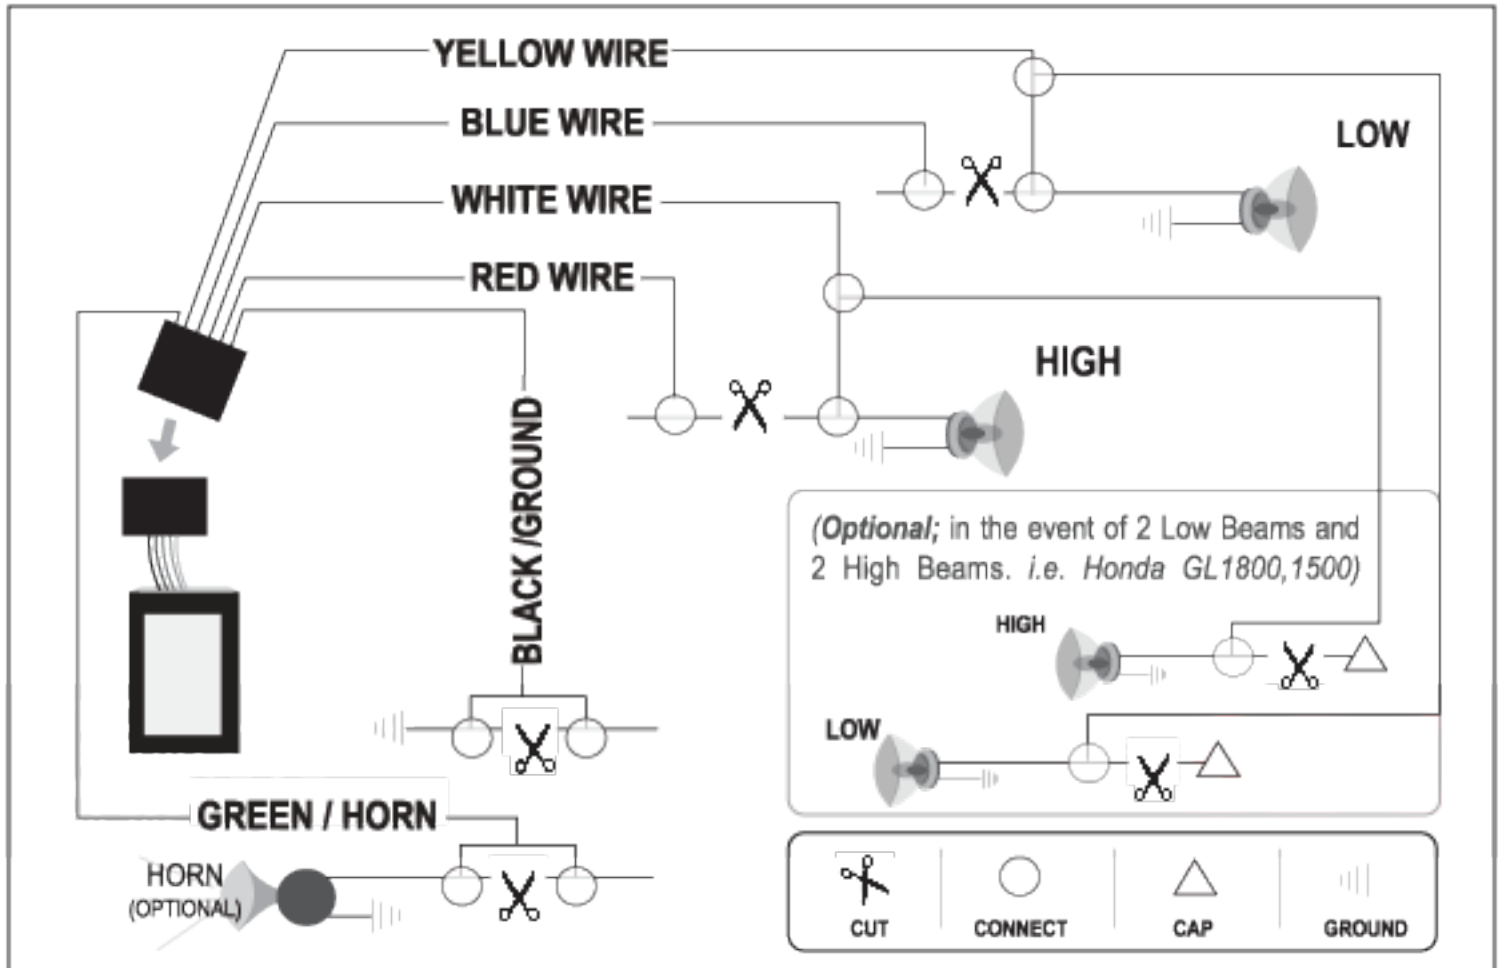 YELLOW WIRE
BLUE WIRE
LOW
WHITE WIRE
RED WIRE
HIGH
BLACK /GROUND
(Optional; in the event of 2 Low Beams and
2 High Beams. i.e. Honda GL1800,1500)
HIGH
LOW
GREEN / HORN
HORN
(OPTIONAL)
CUT
CONNECT
CAP
GROUND